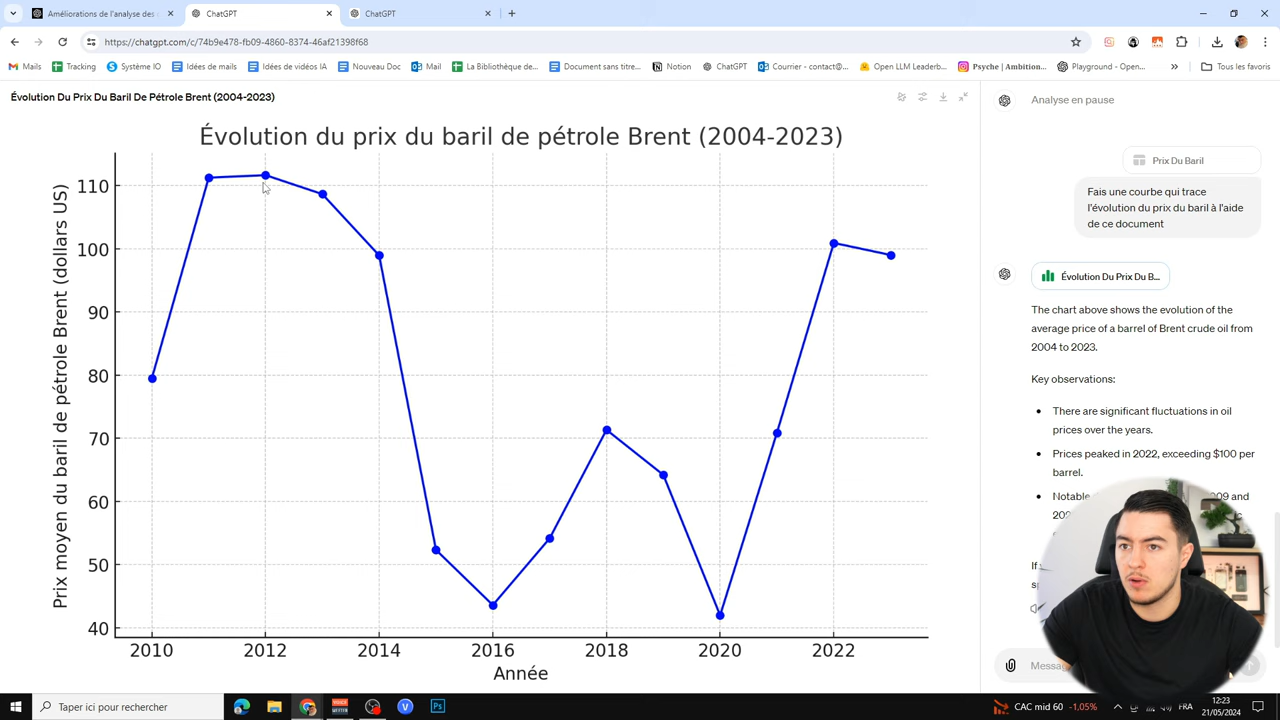 Améliorations de l'analyse des
ChatGPT
ChatGPT
https://chatgpt.com/c/74b9e478-fb09-4860-8374-46af21398f68
Mails
Tracking
Système IO
Idées de mails
Idées de vidéos IA
Nouveau Doc
Mail
La Bibliothèque de...
Document sans titre...
Notion
ChatGPT
Courrier – contact@...
Open LLM Leaderb...
Psyche | Ambition...
Playground - Open...
Tous les favoris
Évolution Du Prix Du Baril De Pétrole Brent (2004-2023)
Évolution du prix du baril de pétrole Brent (2004-2023)
Prix moyen du baril de pétrole Brent (dollars US)
110
100
90
80
70
60
50
40
2010
2012
2014
2016
2018
2020
2022
Année
Analyse en pause
Prix Du Baril
Fais une courbe qui trace
l'évolution du prix du baril à l'aide
de ce document
Évolution Du Prix Du B...
The chart above shows the evolution of the
average price of a barrel of Brent crude oil from
2004 to 2023.
Key observations:
There are significant fluctuations in oil
prices over the years.
Prices peaked in 2022, exceeding $100 per
barrel.
Notable
and
Taper ici pour rechercher
CAC mid 60 -1.05%
FRA
12:23
21/05/2024